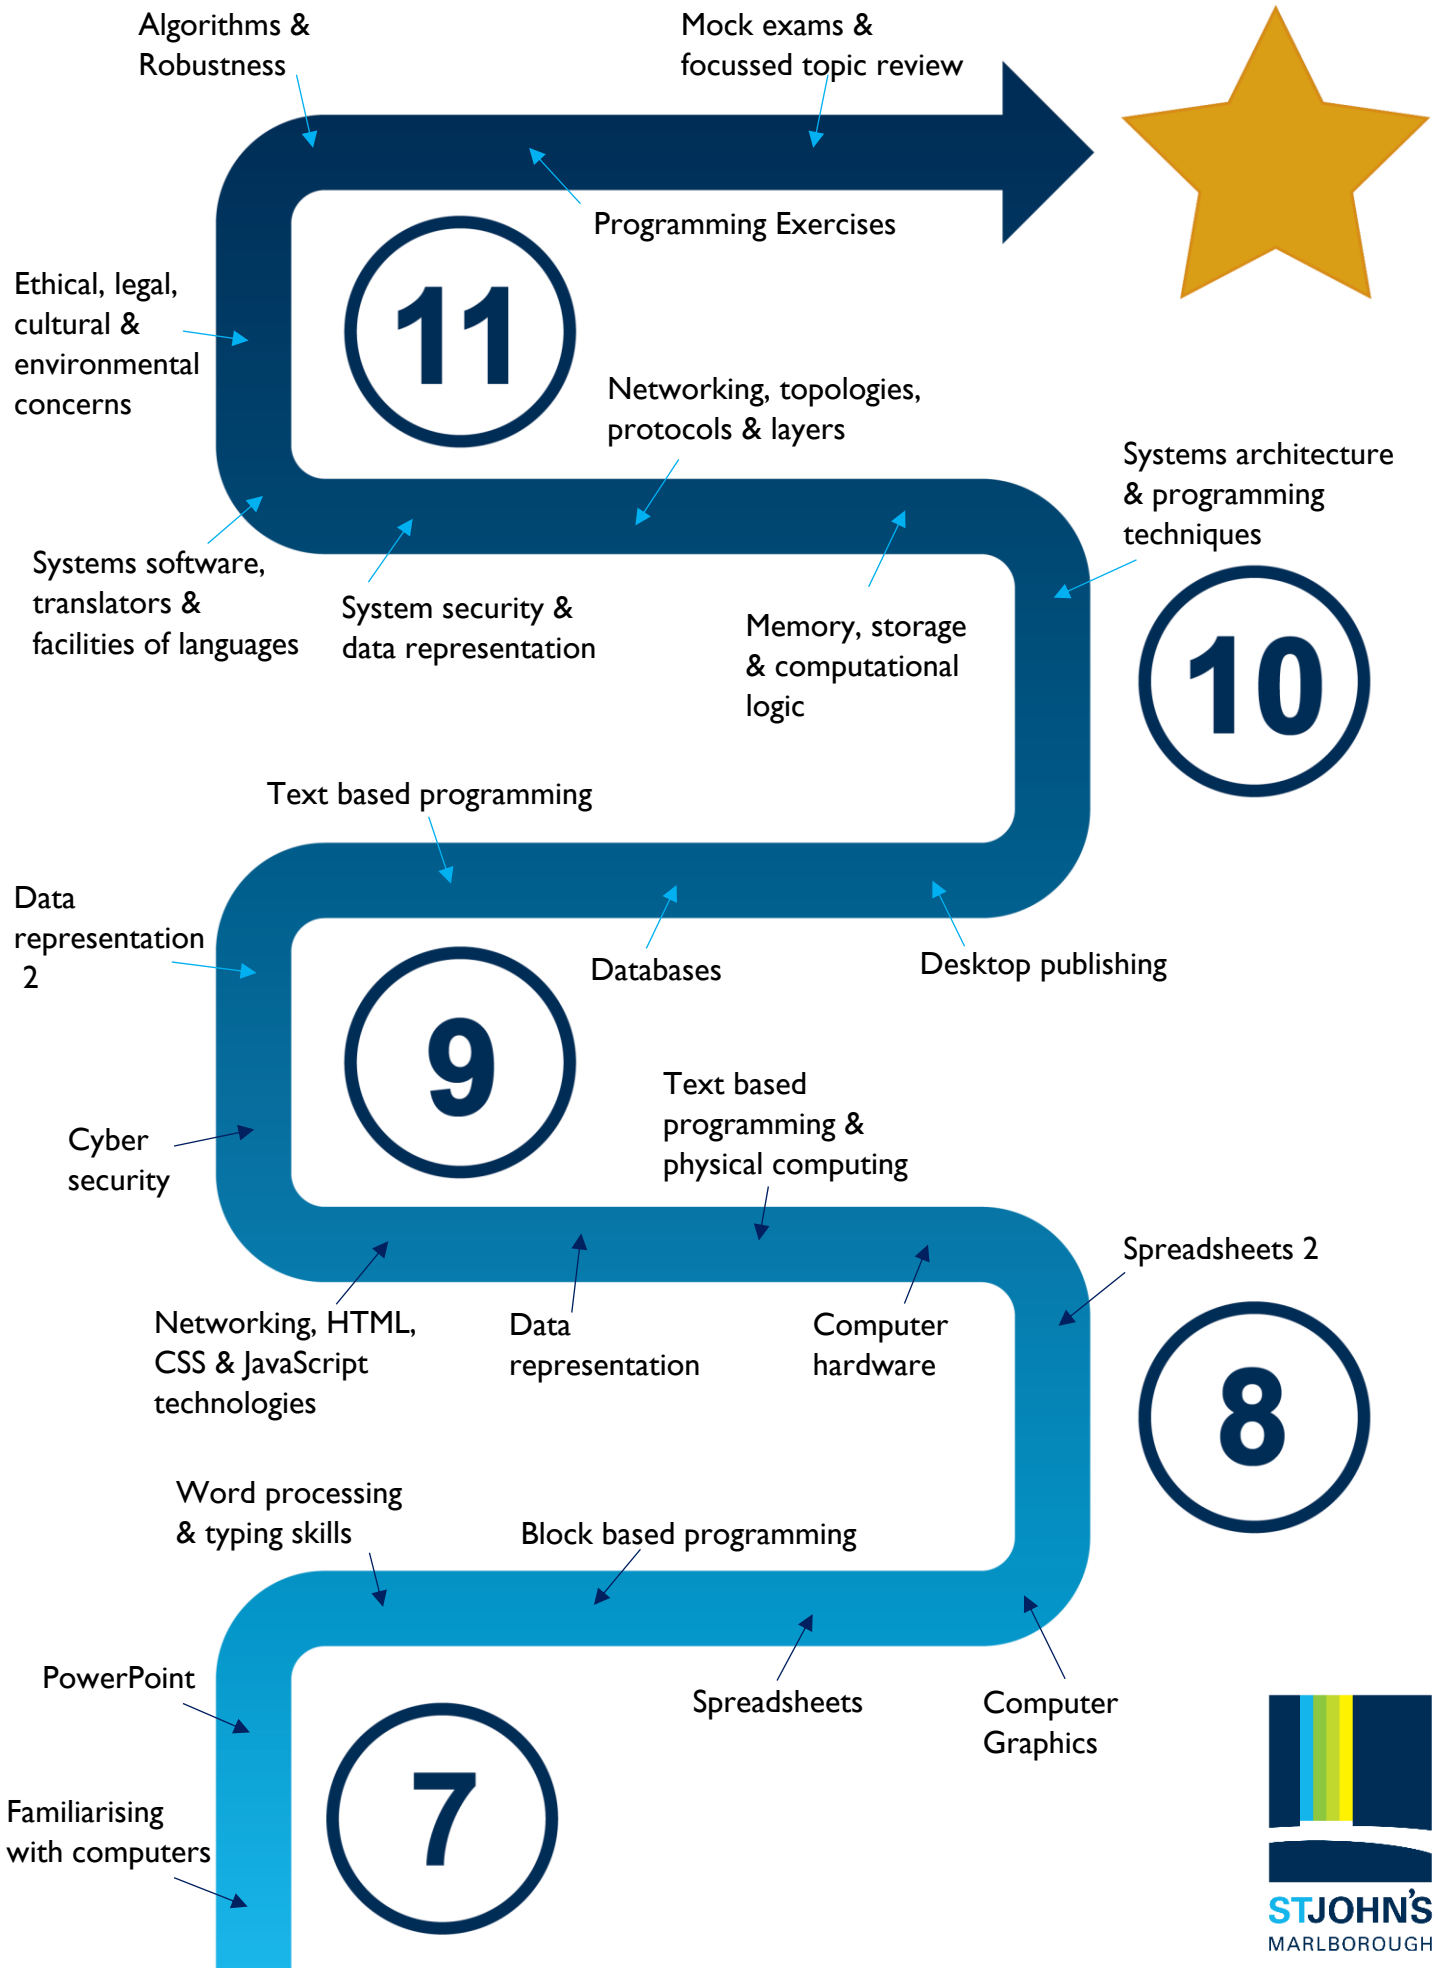 Algorithms &
Robustness
Mock exams &
focussed topic review
Programming Exercises
11
Ethical, legal,
cultural &
environmental
concerns
Networking, topologies,
protocols & layers
Systems architecture
& programming
techniques
Systems software,
translators &
facilities of languages
System security &
data representation
Memory, storage
& computational
logic
10
Text based programming
Data
representation
2
Databases
Desktop publishing
9
Cyber
security
Text based
programming &
physical computing
Spreadsheets 2
Networking, HTML,
CSS & JavaScript
technologies
Data
representation
Computer
hardware
8
Word processing
& typing skills
Block based programming
PowerPoint
Spreadsheets
Computer
Graphics
7
Familiarising
with computers
STJOHN'S
MARLBOROUGH